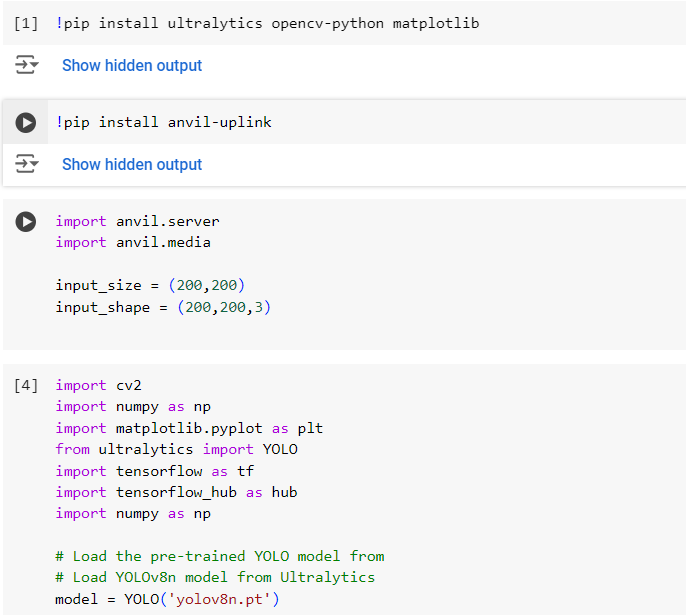 [1] !pip install ultralytics opencv-python matplotlib
Show hidden output
!pip install anvil-uplink
Show hidden output
import anvil.server
import anvil.media
input_size = (200,200)
input_shape = (200,200,3)
[4] import cv2
import numpy as np
import matplotlib.pyplot as plt
from ultralytics import YOLO
import tensorflow as tf
import tensorflow_hub as hub
import numpy as np
# Load the pre-trained YOLO model from
# Load YOLOv8n model from Ultralytics
model = YOLO('yolov8n.pt')